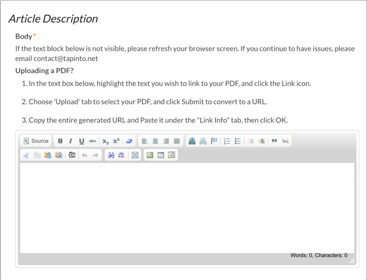 Article Description
Body*
If the text block below is not visible, please refresh your browser screen. If you continue to have issues, please
email contact@tapinto.net
Uploading a PDF?
1. In the text box below, highlight the text you wish to link to your PDF, and click the Link icon.
2. Choose 'Upload' tab to select your PDF, and click Submit to convert to a URL.
3. Copy the entire generated URL and Paste it under the "Link Info" tab, then click OK.
Source B I U abc X₂ X²
Words: 0, Characters: 0